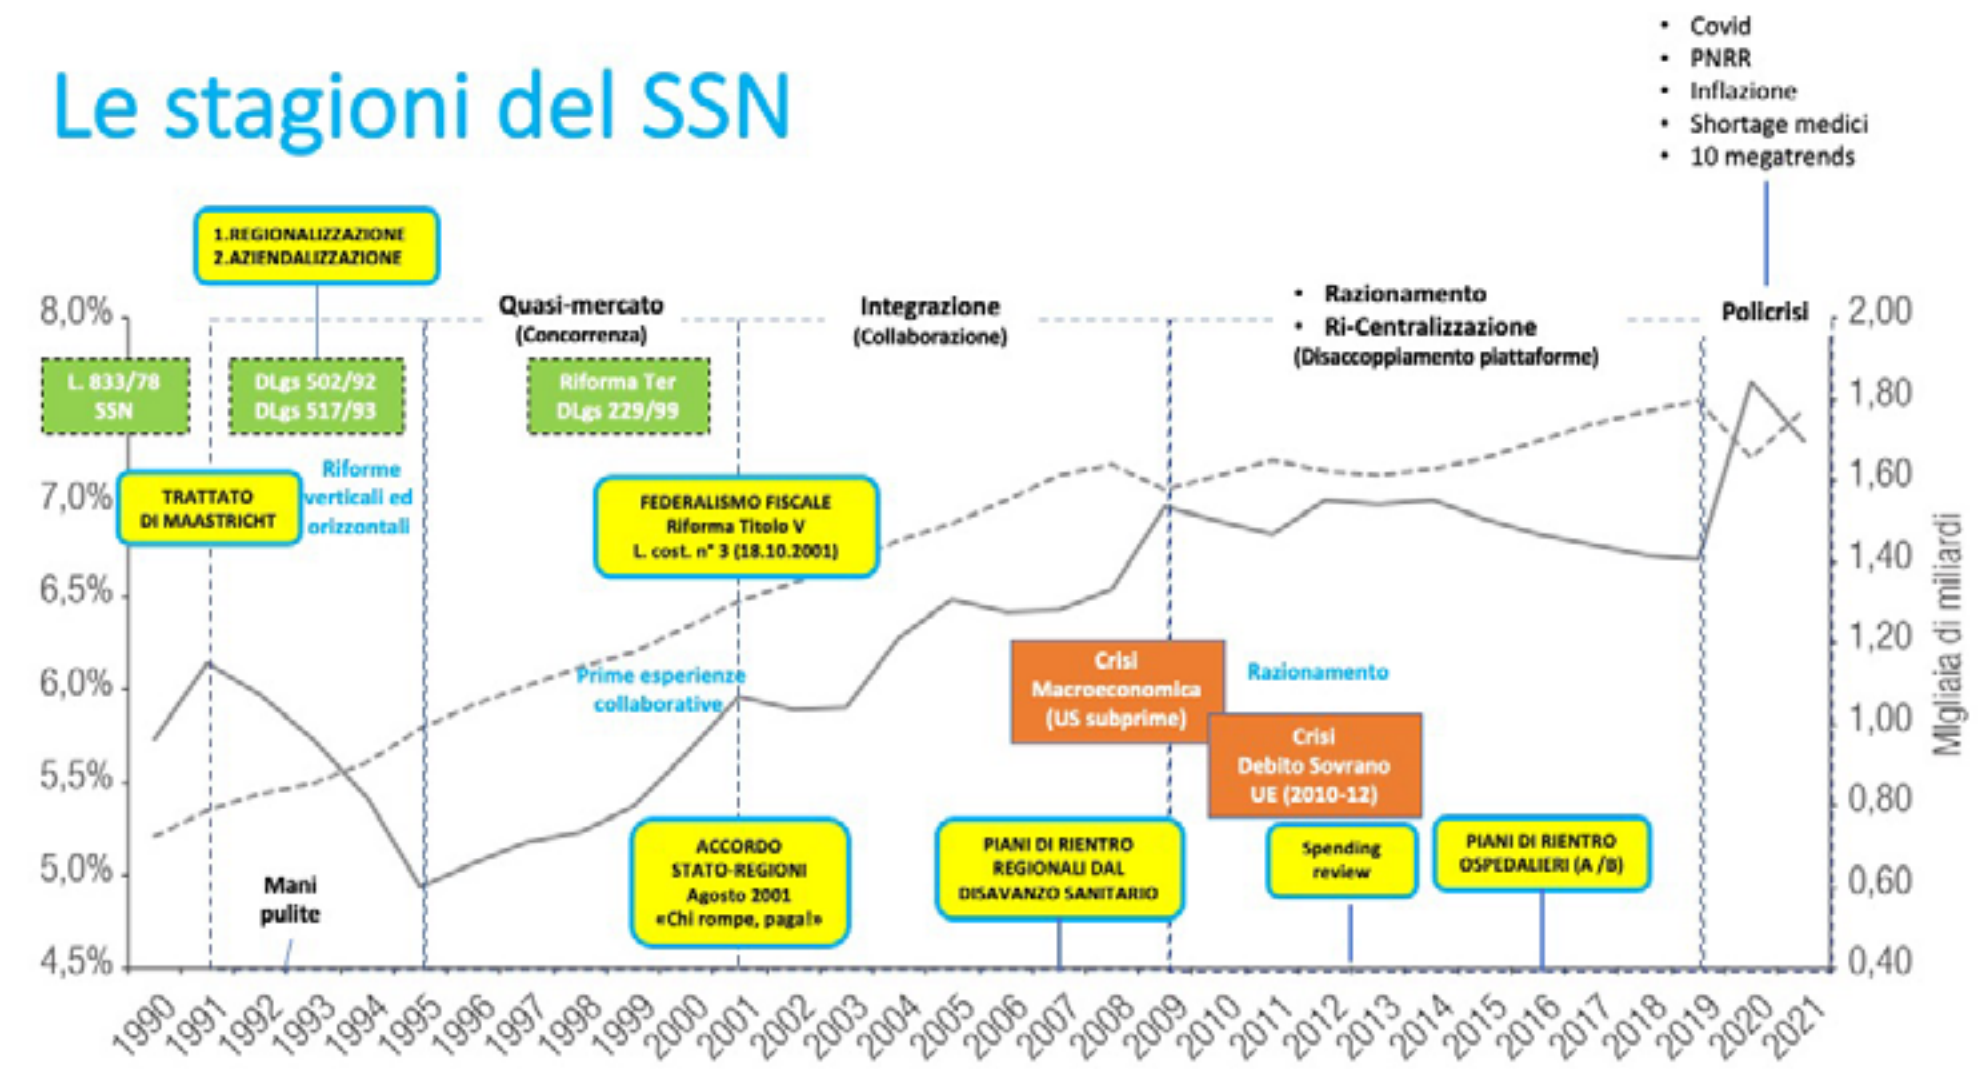 Le stagioni del SSN
• Covid
• PNRR
• Inflazione
• Shortage medici
• 10 megatrends
1.REGIONALIZZAZIONE
2.AZIENDALIZZAZIONE
Quasi-mercato
(Concorrenza)
Integrazione
(Collaborazione)
• Razionamento
• Ri-Centralizzazione
(Disaccoppiamento piattaforme)
Policrisi
L. 833/78
SSN
DLgs 502/92
DLgs 517/93
Riforma Ter
DLgs 229/99
TRATTATO
DI MAASTRICHT
Riforme
verticali ed
orizzontali
FEDERALISMO FISCALE
Riforma Titolo V
L. cost. n° 3 (18.10.2001)
Prime esperienze
collaborative
Crisi
Macroeconomica
(US subprime)
Razionamento
Crisi
Debito Sovrano
UE (2010-12)
Mani
pulite
ACCORDO
STATO-REGIONI
Agosto 2001
«Chi rompe, paga!»
PIANI DI RIENTRO
REGIONALI DAL
DISAVANZO SANITARIO
Spending
review
PIANI DI RIENTRO
OSPEDALIERI (A /B)
8,0%
7,0%
6,5%
6,0%
5,5%
5,0%
4,5%
2,00
1,80
1,60
1,40
1,20
1,00
0,80
0,60
0,40
MIgliaia di miliardi
1990
1991
1992
1993
1994
1995
1996
1997
1998
1999
2000
2001
2002
2003
2004
2005
2006
2007
2008
2009
2010
2011
2012
2013
2014
2015
2016
2017
2018
2019
2020
2021